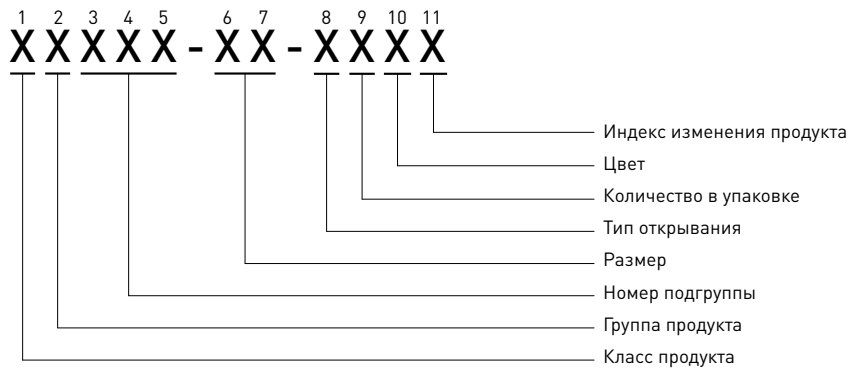 1 2 3 4 5 6 7 8 9 10 11
X X X X X - X X - X X X X
Индекс изменения продукта
Цвет
Количество в упаковке
Тип открывания
Размер
Номер подгруппы
Группа продукта
Класс продукта